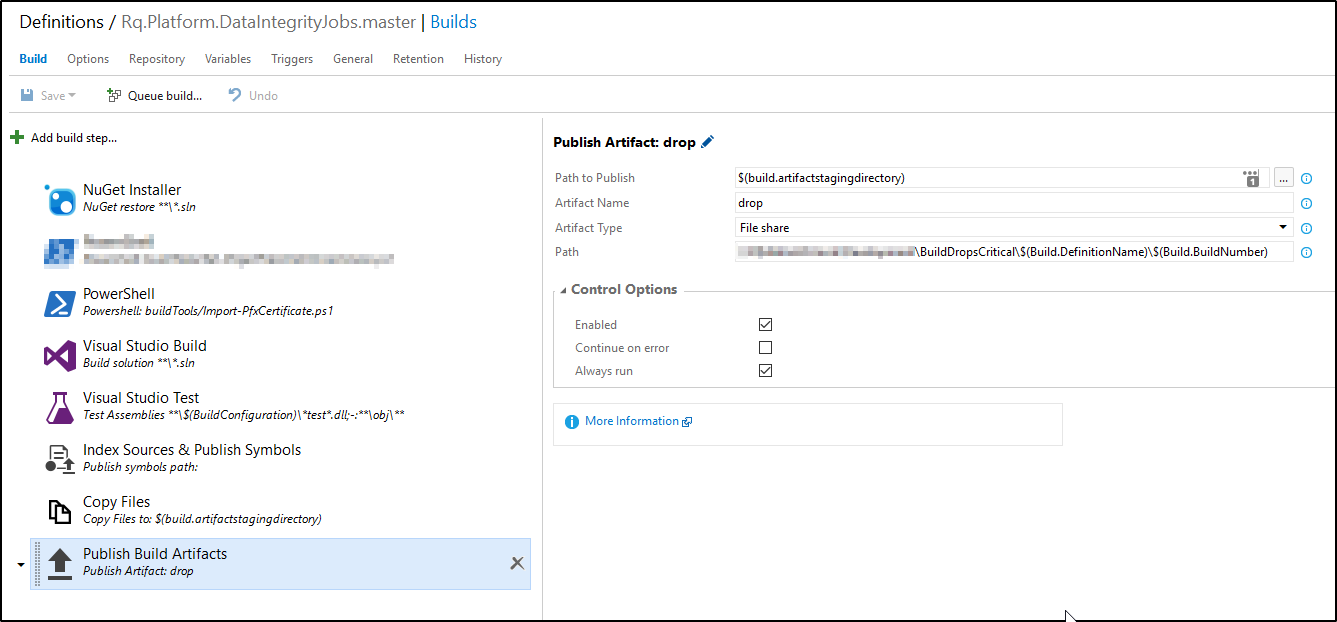 Definitions / Rq.Platform.DataIntegrityJobs.master | Builds
Build Options Repository Variables Triggers General Retention History
Save Queue build... Undo
Add build step...
NuGet Installer
NuGet restore **\*.sln
PowerShell
Powershell: buildTools/Import-PfxCertificate.ps1
Visual Studio Build
Build solution **\*.sln
Visual Studio Test
Test Assemblies **\$(BuildConfiguration)\*test*.dll;-:**\obj\**
Index Sources & Publish Symbols
Publish symbols path:
Copy Files
Copy Files to: $(build.artifactstagingdirectory)
Publish Build Artifacts
Publish Artifact: drop
Publish Artifact: drop
Path to Publish $(build.artifactstagingdirectory) 1 ...
Artifact Name drop
Artifact Type File share
Path \BuildDropsCritical\$(Build.DefinitionName)\$(Build.BuildNumber)
Control Options
Enabled
Continue on error
Always run
More Information